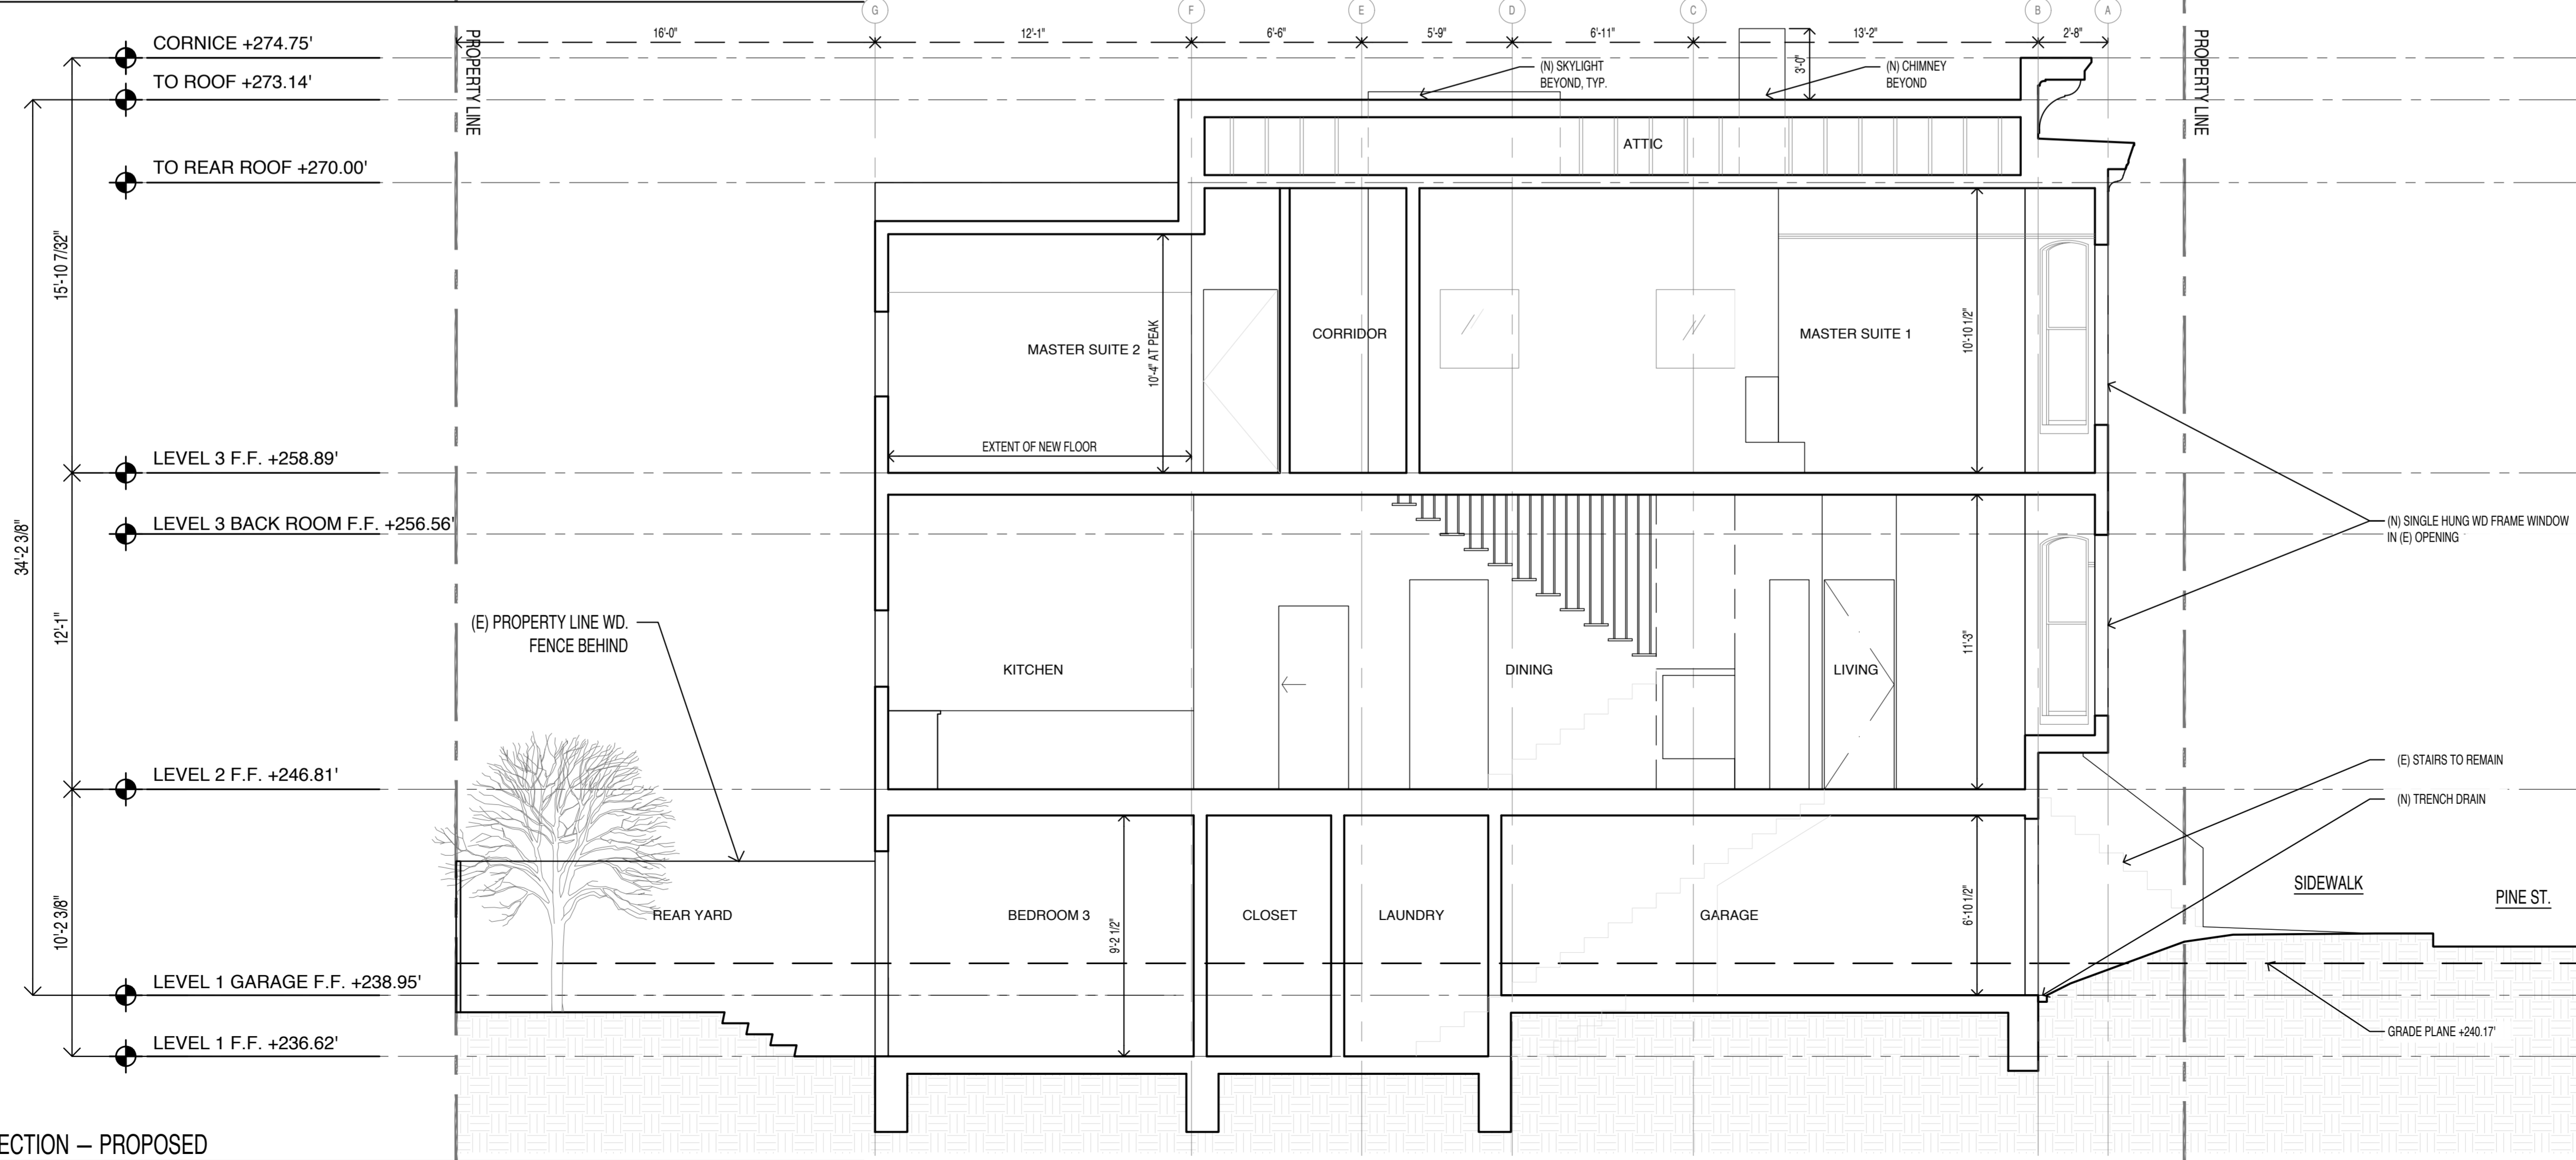 G
F
E
D
C
B
A
16'-0"
12'-1"
6'-6"
5'-9"
6'-11"
13'-2"
2'-8"
CORNICE +274.75'
TO ROOF +273.14'
TO REAR ROOF +270.00'
PROPERTY LINE
PROPERTY LINE
(N) SKYLIGHT
BEYOND, TYP.
3'-0"
(N) CHIMNEY
BEYOND
ATTIC
15'-10 7/32"
MASTER SUITE 2
10'-4" AT PEAK
CORRIDOR
MASTER SUITE 1
10'-10 1/2"
EXTENT OF NEW FLOOR
LEVEL 3 F.F. +258.89'
LEVEL 3 BACK ROOM F.F. +256.56'
34'-2 3/8"
12'-1"
(N) SINGLE HUNG WD FRAME WINDOW
IN (E) OPENING
(E) PROPERTY LINE WD.
FENCE BEHIND
KITCHEN
DINING
LIVING
11'-3"
LEVEL 2 F.F. +246.81'
(E) STAIRS TO REMAIN
(N) TRENCH DRAIN
SIDEWALK
PINE ST.
10'-2 3/8"
REAR YARD
BEDROOM 3
9'-2 1/2"
CLOSET
LAUNDRY
GARAGE
6'-10 1/2"
LEVEL 1 GARAGE F.F. +238.95'
LEVEL 1 F.F. +236.62'
GRADE PLANE +240.17'
ECTION – PROPOSED